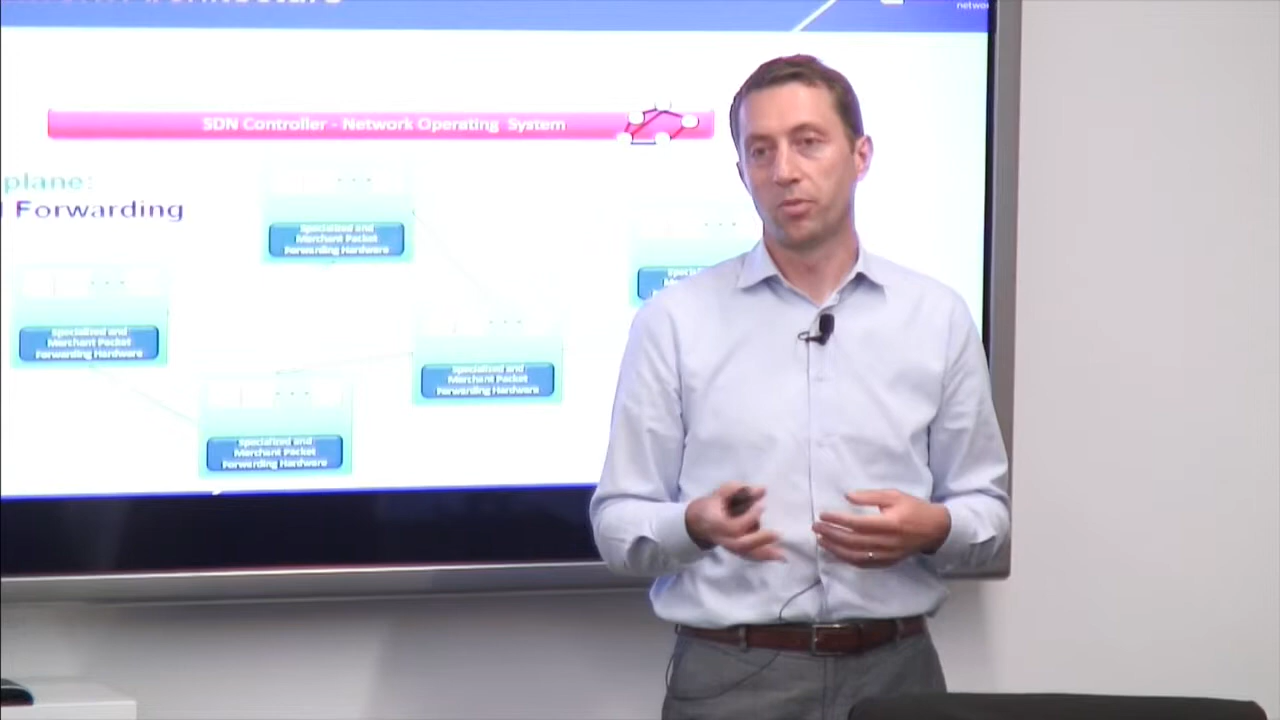 netwo
SDN Controller - Network Operating System
plane:
Forwarding
Specialized and
Merchant Packet
Forwarding Hardware
Specialized and
Merchant Packet
Forwarding Hardware
Specialized and
Merchant Packet
Forwarding Hardware
Specialized and
Merchant Packet
Forwarding Hardware